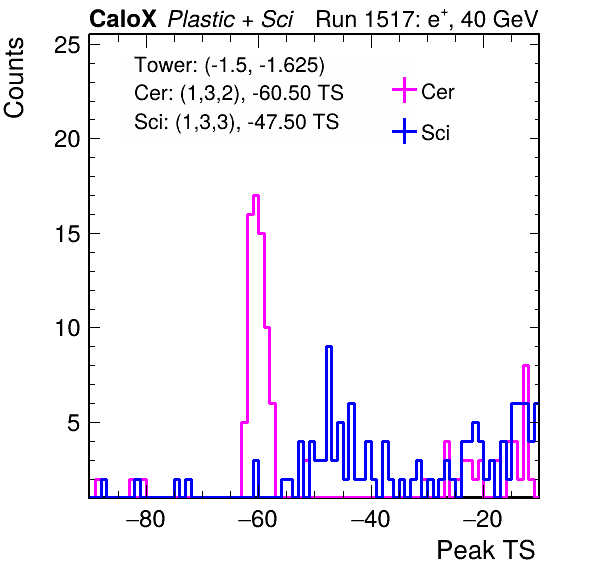 CaloX Plastic + Sci Run 1517: e⁺, 40 GeV
Counts
25
20
15
10
5
Tower: (-1.5, -1.625)
Cer: (1,3,2), -60.50 TS
Sci: (1,3,3), -47.50 TS
Cer
Sci
−80 −60 −40 −20
Peak TS